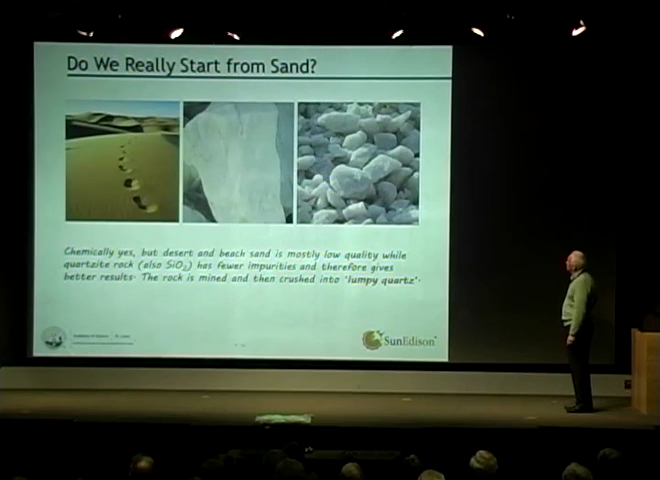 Do We Really Start from Sand?
Chemically yes, but desert and beach sand is mostly low quality while
quartzite rock (also SiO₂) has fewer impurities and therefore gives
better results. The rock is mined and then crushed into 'lumpy quartz'.
SunEdison